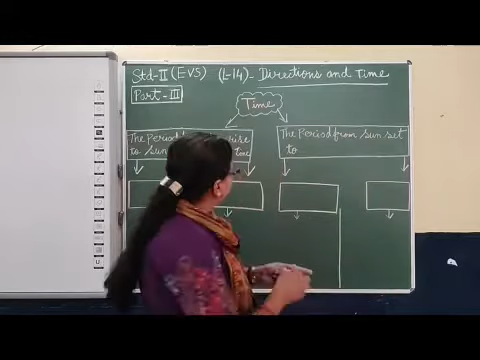 Std-II (EVS) (L-14)- Directions and Time
Part-III
Time
The Period rise
to sun
The Period from sun set
to